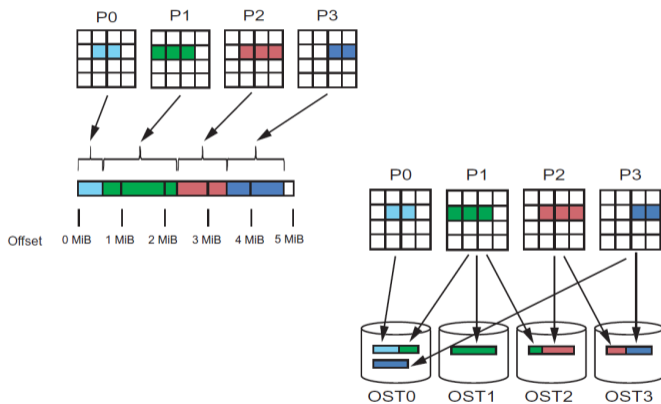 P0 P1 P2 P3
Offset 0 MiB 1 MiB 2 MiB 3 MiB 4 MiB 5 MiB
P0 P1 P2 P3
OST0 OST1 OST2 OST3